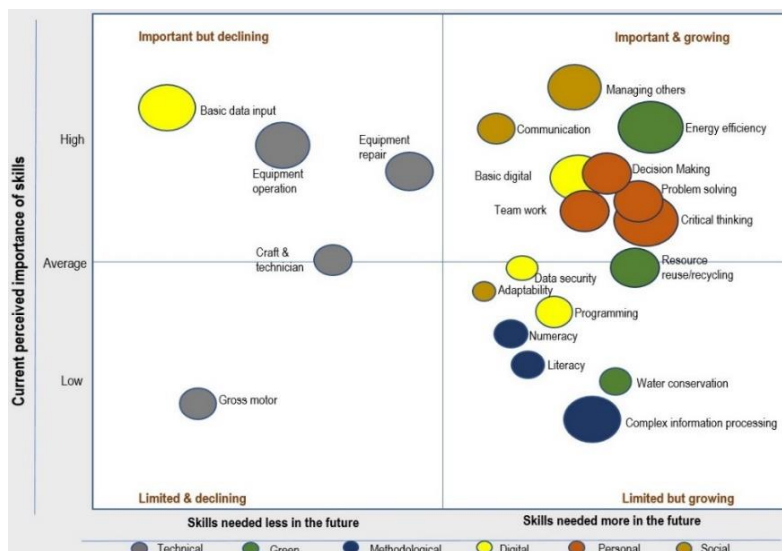 Important but declining
Important & growing
Managing others
Basic data input
Communication
Energy efficiency
High
Equipment
repair
Equipment
operation
Decision Making
Basic digital
Problem solving
Team work
Critical thinking
Craft &
technician
Average
Resource
reuse/recycling
Data security
Adaptability
Programming
Numeracy
Literacy
Low
Water conservation
Gross motor
Complex information processing
Current perceived importance of skills
Limited & declining
Limited but growing
Skills needed less in the future
Skills needed more in the future
Technical
Green
Methodological
Digital
Personal
Social